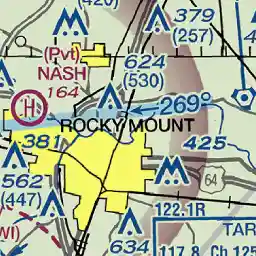 (420)
379
(257)
(Pvt)
NASH
164
624
(530)
269°
ROCKY MOUNT
381
425
562
(447)
64
122.1R
WI)
634
TAR
117.8 Ch 125